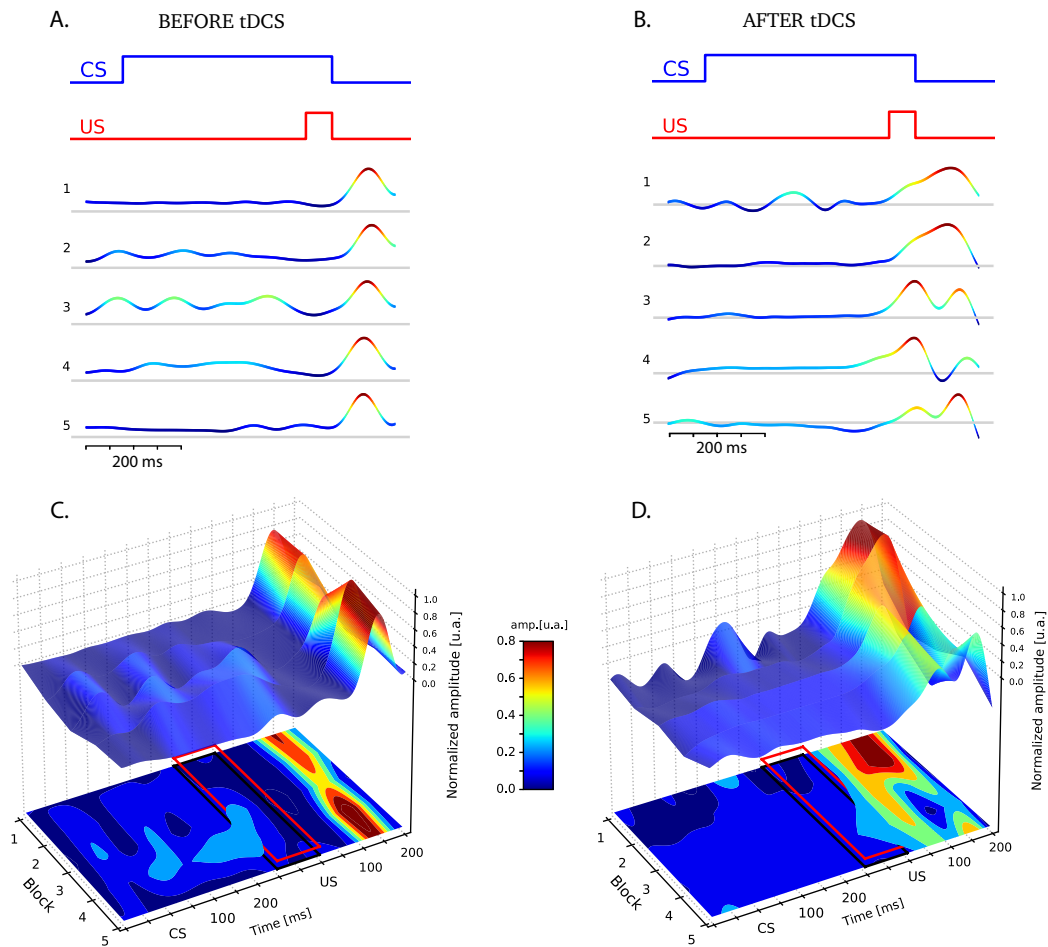 A. BEFORE tDCS
CS
US
1
2
3
4
5
200 ms
B. AFTER tDCS
CS
US
1
2
3
4
5
200 ms
C.
1.0
0.8
0.6
0.4
0.2
0.0
Normalized amplitude [u.a.]
1
2
3
4
5
Block
CS
100
200
US
100
200
Time [ms]
amp.[u.a.]
0.8
0.6
0.4
0.2
0.0
D.
1.0
0.8
0.6
0.4
0.2
0.0
Normalized amplitude [u.a.]
1
2
3
4
5
Block
CS
100
200
US
100
200
Time [ms]